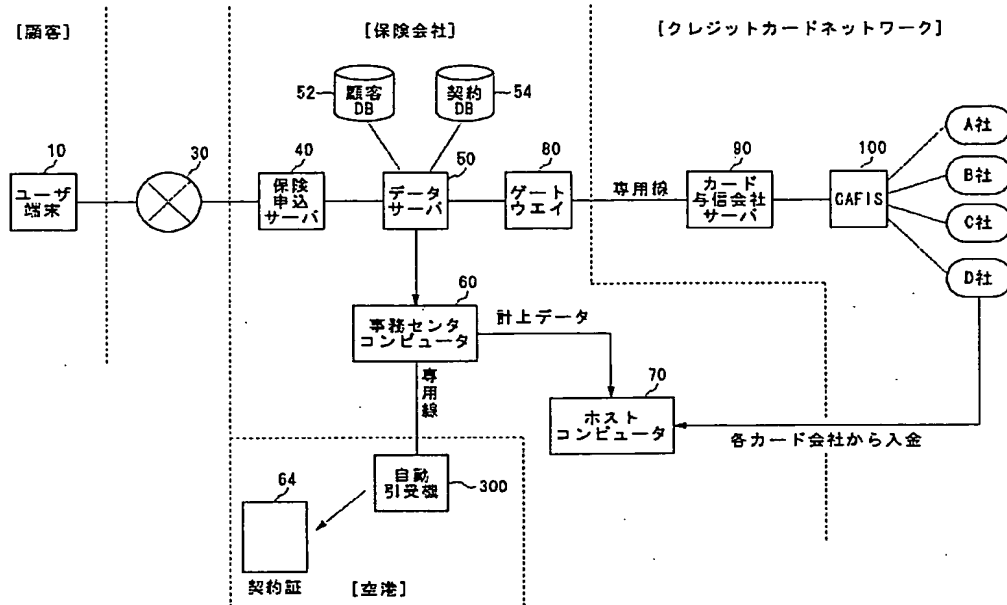 [顧客]
[保険会社]
[クレジットカードネットワーク]
52
顧客
DB
契約
DB
54
10
ユーザ
端末
30
40
保険
申込
サーバ
50
データ
サーバ
80
ゲート
ウエイ
専用線
90
カード
与信会社
サーバ
100
CAFIS
A社
B社
C社
D社
60
事務センタ
コンピュータ
計上データ
専用線
70
ホスト
コンピュータ
各カード会社から入金
64
自動
引受機
300
契約証
[空港]